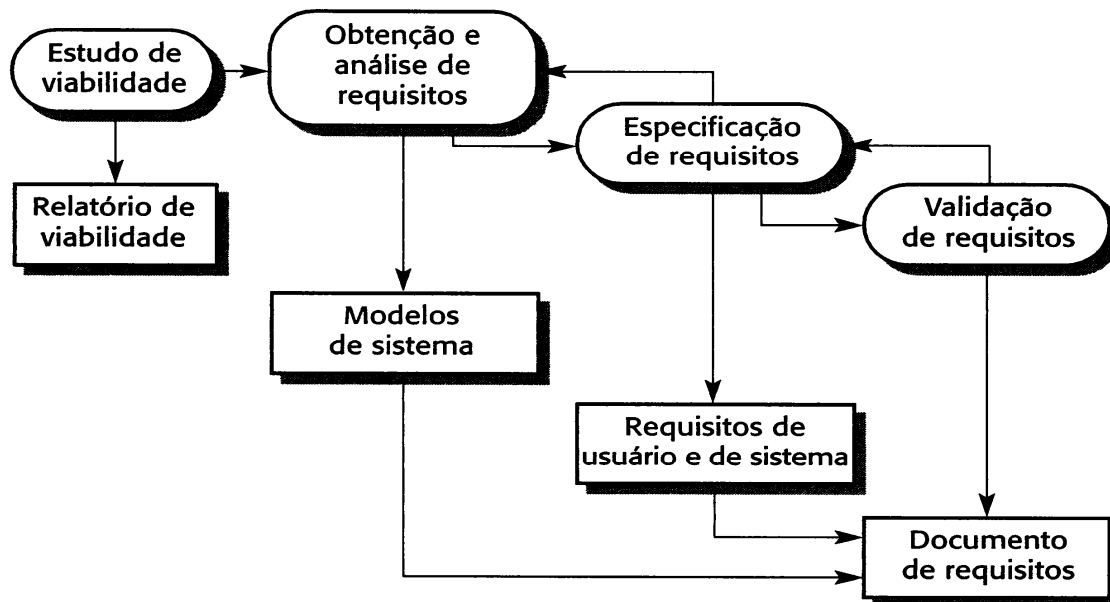 Estudo de
viabilidade
Obtenção e
análise de
requisitos
Especificação
de requisitos
Validação
de requisitos
Relatório de
viabilidade
Modelos
de sistema
Requisitos de
usuário e de sistema
Documento
de requisitos